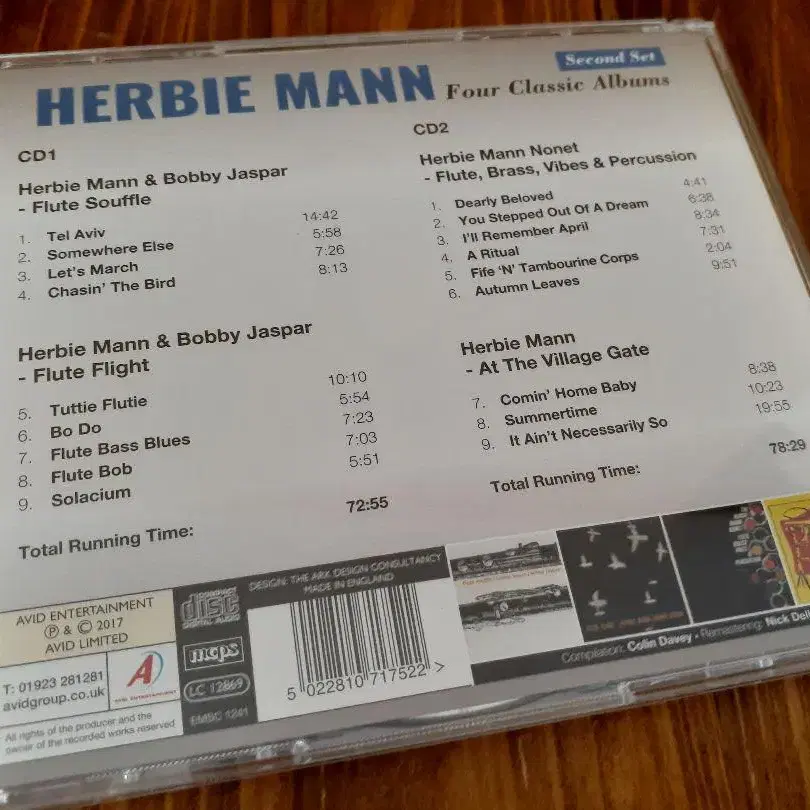 HERBIE MANN Four Classic Albums
Second Set
CD1
Herbie Mann & Bobby Jaspar
- Flute Souffle
1. Tel Aviv 14:42
2. Somewhere Else 5:58
3. Let's March 7:26
4. Chasin' The Bird 8:13
Herbie Mann & Bobby Jaspar
- Flute Flight
5. Tuttie Flutie 10:10
6. Bo Do 5:54
7. Flute Bass Blues 7:23
8. Flute Bob 7:03
9. Solacium 5:51
Total Running Time: 72:55
CD2
Herbie Mann Nonet
- Flute, Brass, Vibes & Percussion
1. Dearly Beloved 4:41
2. You Stepped Out Of A Dream 6:38
3. I'll Remember April 8:34
4. A Ritual 7:31
5. Fife 'N' Tambourine Corps 2:04
6. Autumn Leaves 9:51
Herbie Mann
- At The Village Gate
7. Comin' Home Baby 8:38
8. Summertime 10:23
9. It Ain't Necessarily So 19:55
Total Running Time: 78:29
AVID ENTERTAINMENT
℗ & © 2017
AVID LIMITED
T: 01923 281281
avidgroup.co.uk
A
AVID ENTERTAINMENT
All rights of the producer and the
owner of the recorded works reserved
COMPACT
disc
DIGITAL AUDIO
mcps
LC 12869
EMSC 1241
DESIGN: THE ARK DESIGN CONSULTANCY
MADE IN ENGLAND
5 022810 717522 >
Compilation: Colin Davey • Remastering: Nick